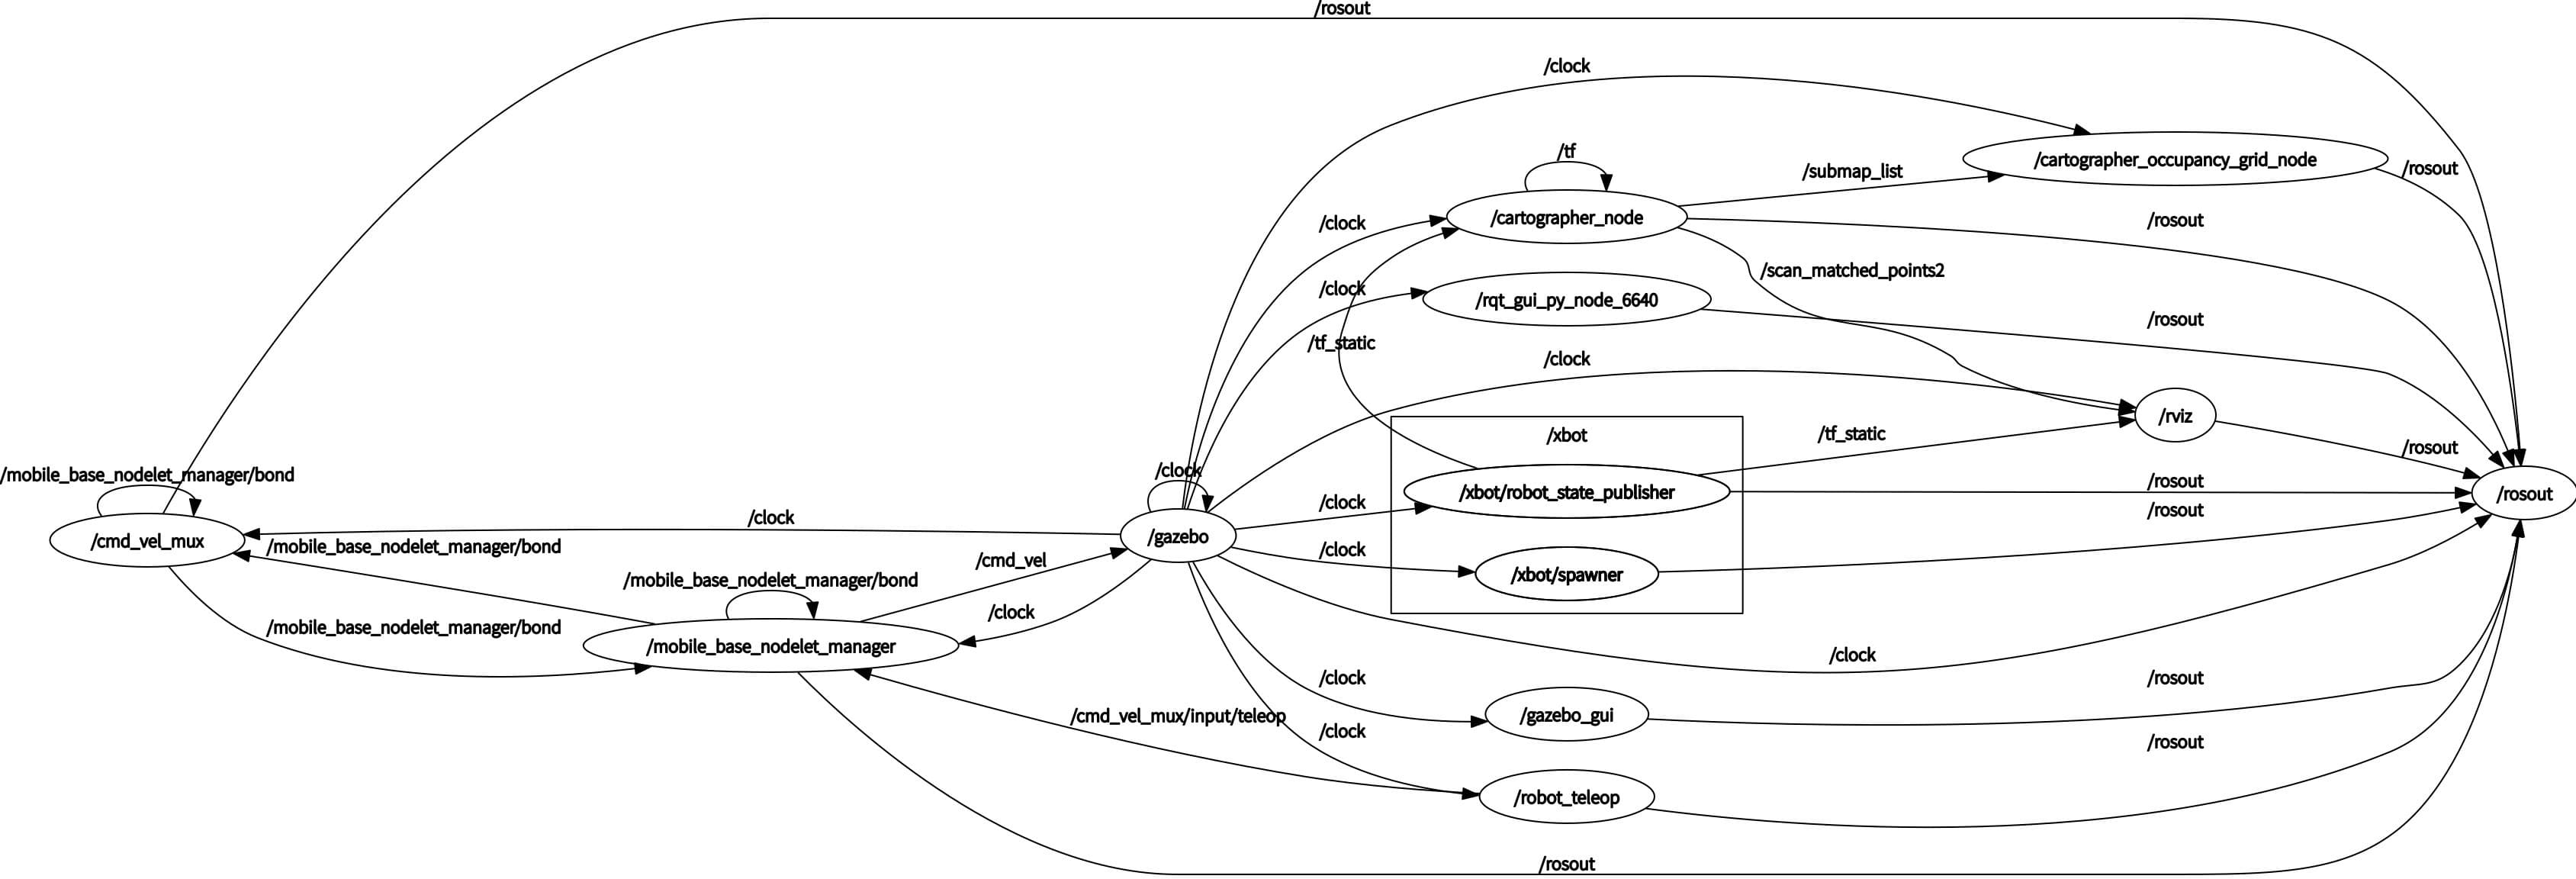 /rosout
/clock
/tf
/cartographer_occupancy_grid_node
/submap_list
/rosout
/cartographer_node
/clock
/rosout
/scan_matched_points2
/clock
/rqt_gui_py_node_6640
/rosout
/tf_static
/clock
/rviz
/xbot
/tf_static
/rosout
/mobile_base_nodelet_manager/bond
/clock
/xbot/robot_state_publisher
/rosout
/rosout
/clock
/rosout
/clock
/cmd_vel_mux
/gazebo
/mobile_base_nodelet_manager/bond
/clock
/cmd_vel
/xbot/spawner
/mobile_base_nodelet_manager/bond
/clock
/mobile_base_nodelet_manager/bond
/mobile_base_nodelet_manager
/clock
/clock
/rosout
/cmd_vel_mux/input/teleop
/gazebo_gui
/clock
/rosout
/robot_teleop
/rosout